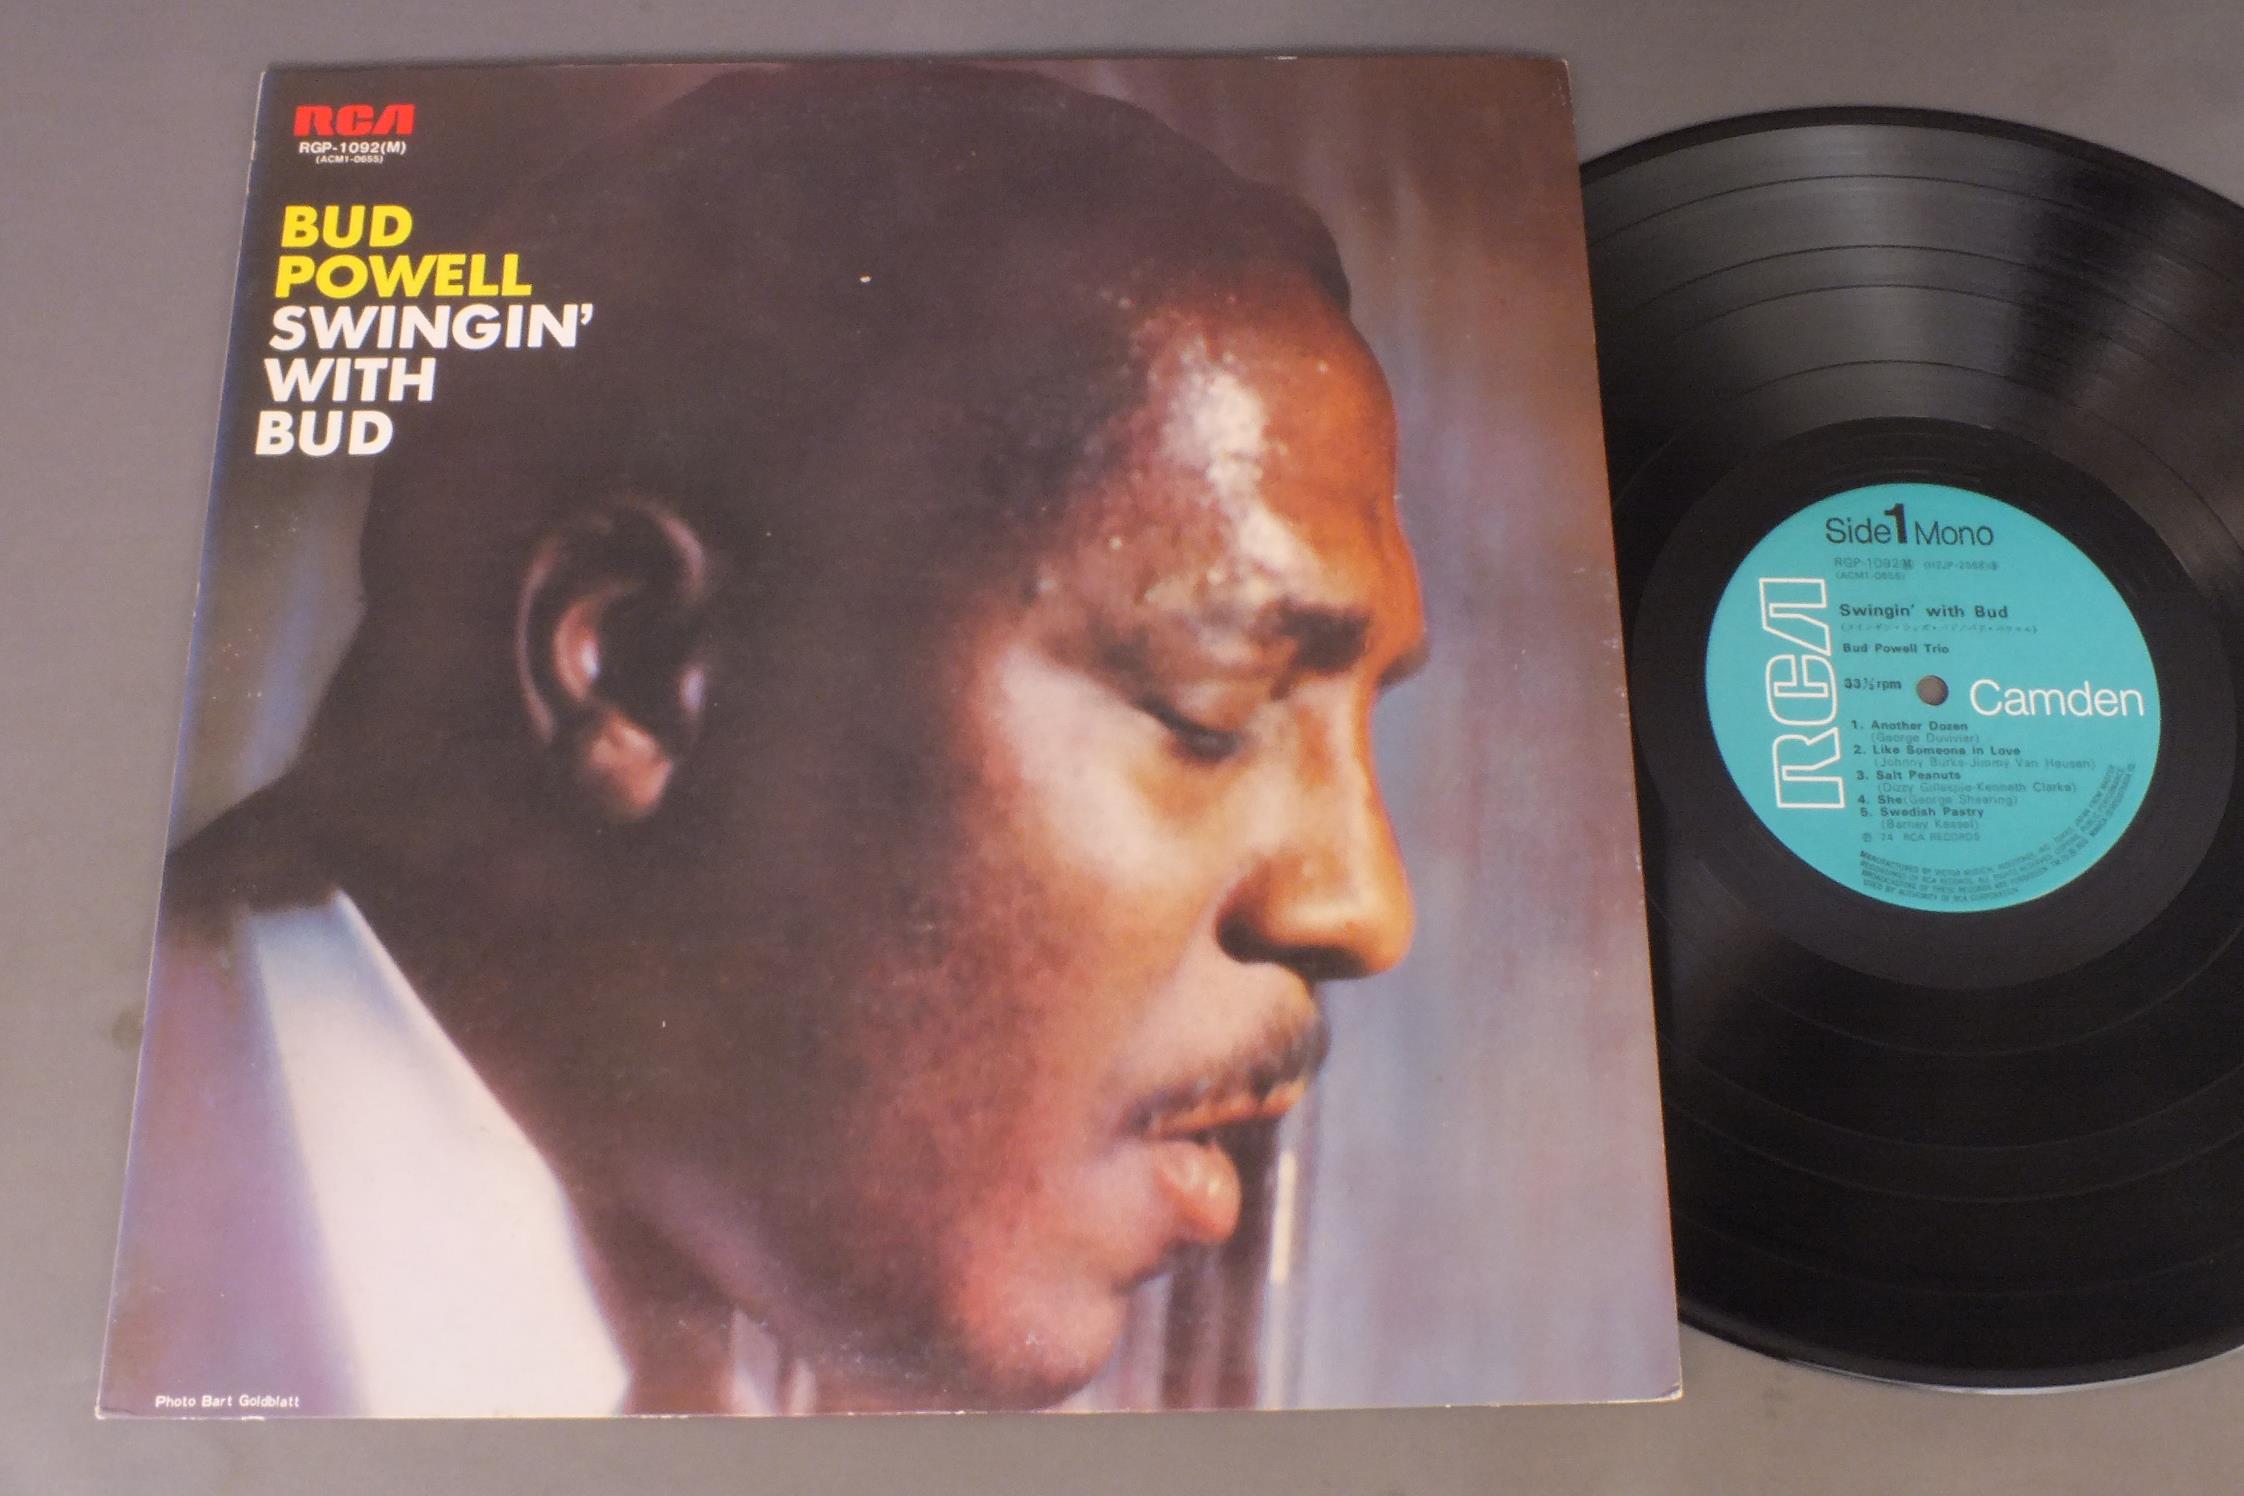 RCA
RGP-1092(M)
(ACM1-0655)
BUD
POWELL
SWINGIN'
WITH
BUD
Photo Bart Goldblatt
Side 1 Mono
RGP-1092 M
(ACM1-0655)
RCA
Swingin' with Bud
Bud Powell Trio
33⅓ rpm
Camden
1. Another Dozen
(George Duvivier)
2. Like Someone in Love
(Johnny Burke-Jimmy Van Heusen)
3. Salt Peanuts
(Dizzy Gillespie-Kenneth Clarke)
4. She (George Shearing)
5. Swedish Pastry
(Barney Kessel)
℗ 74 RCA RECORDS